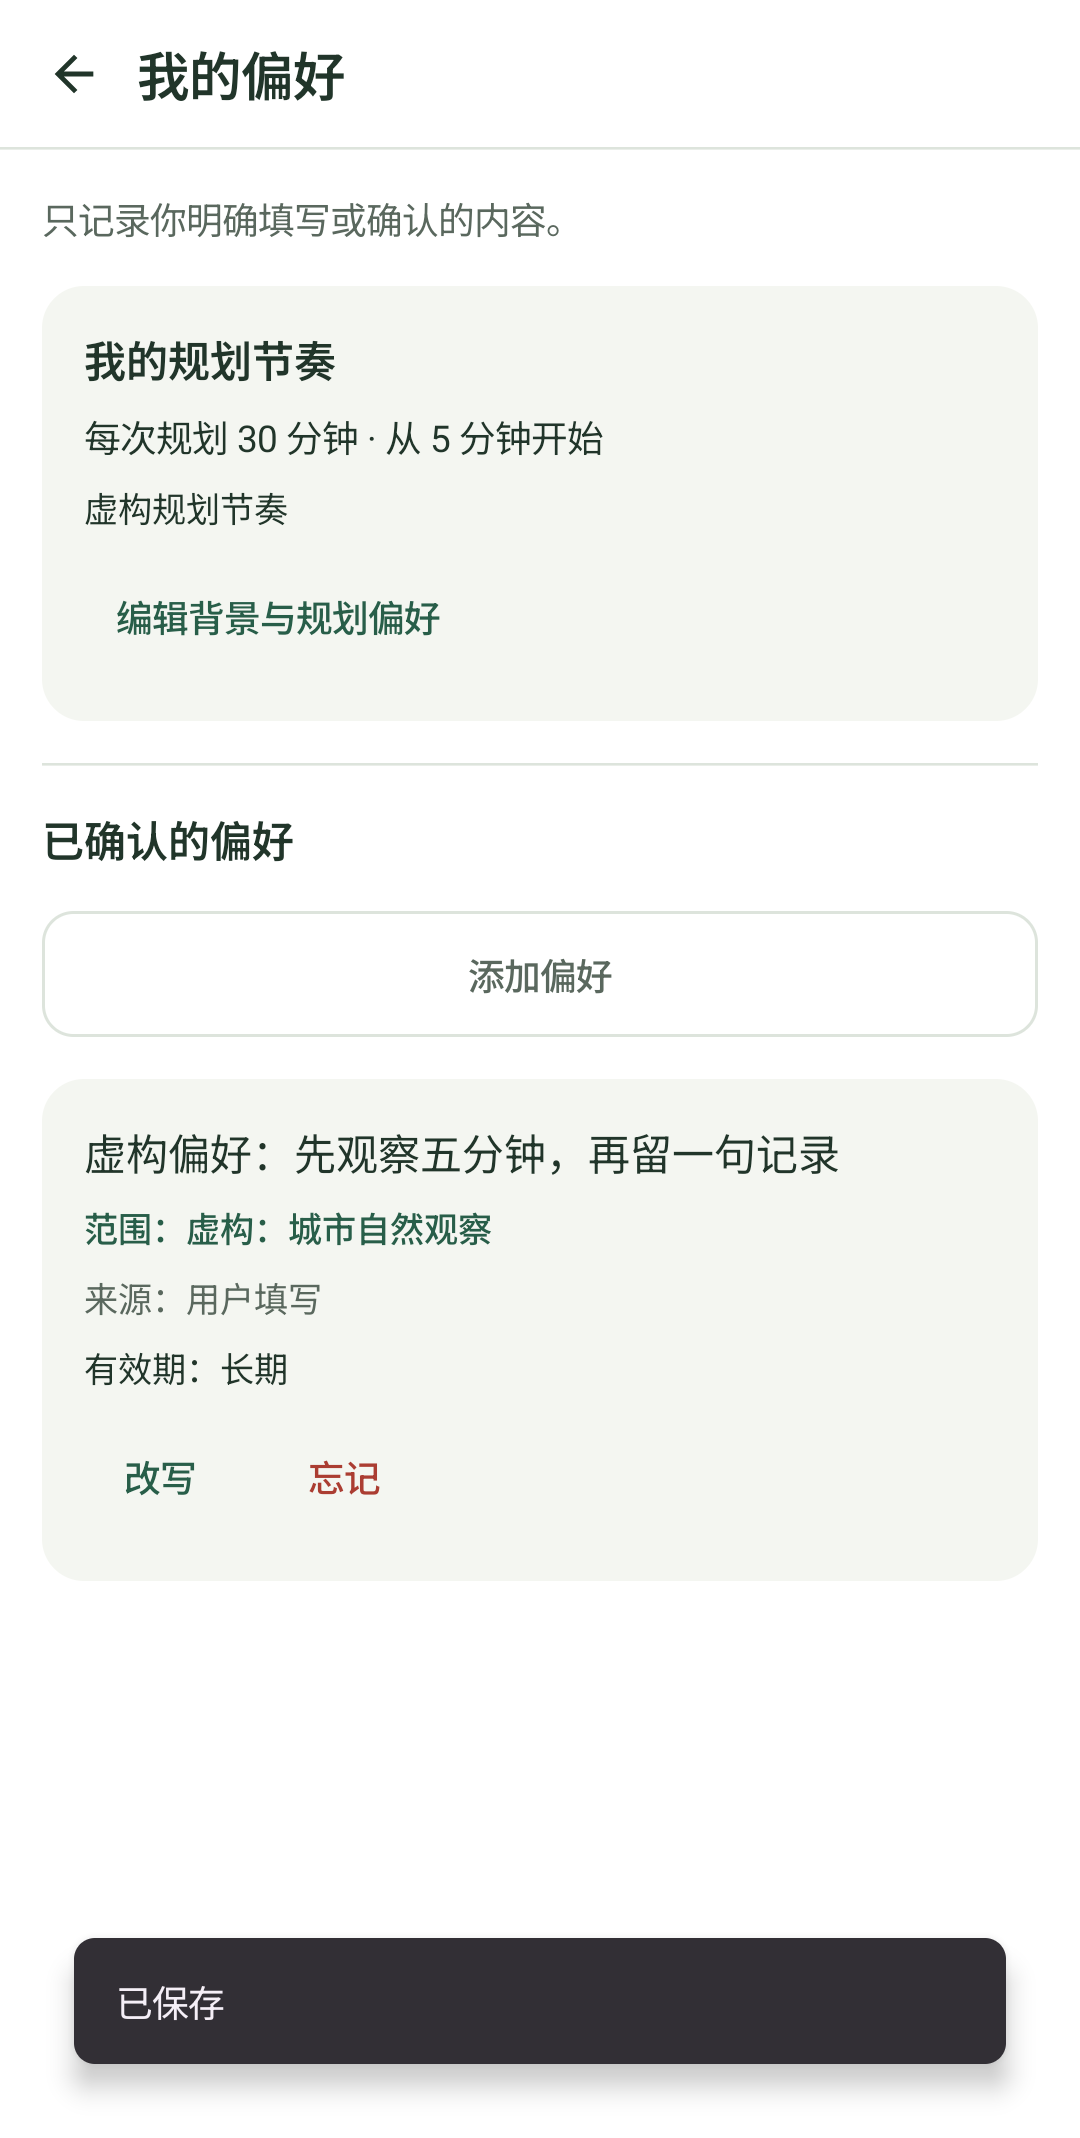 我的偏好
只记录你明确填写或确认的内容。
我的规划节奏
每次规划 30 分钟 · 从 5 分钟开始
虚构规划节奏
编辑背景与规划偏好
已确认的偏好
添加偏好
虚构偏好：先观察五分钟，再留一句记录
范围：虚构：城市自然观察
来源：用户填写
有效期：长期
改写 忘记
已保存